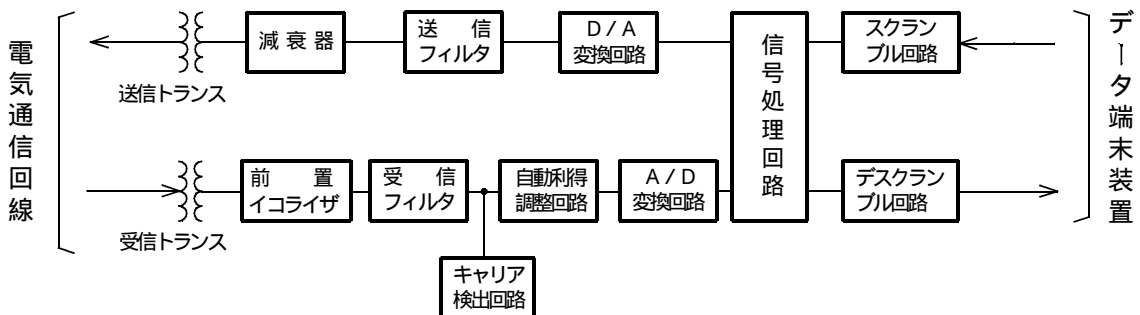 電気通信回線
送信トランス
減衰器
送　信
フィルタ
D / A
変換回路
信号処理回路
スクラン
ブル回路
データ端末装置
受信トランス
前　置
イコライザ
受　信
フィルタ
キャリア
検出回路
自動利得
調整回路
A / D
変換回路
デスクラン
ブル回路